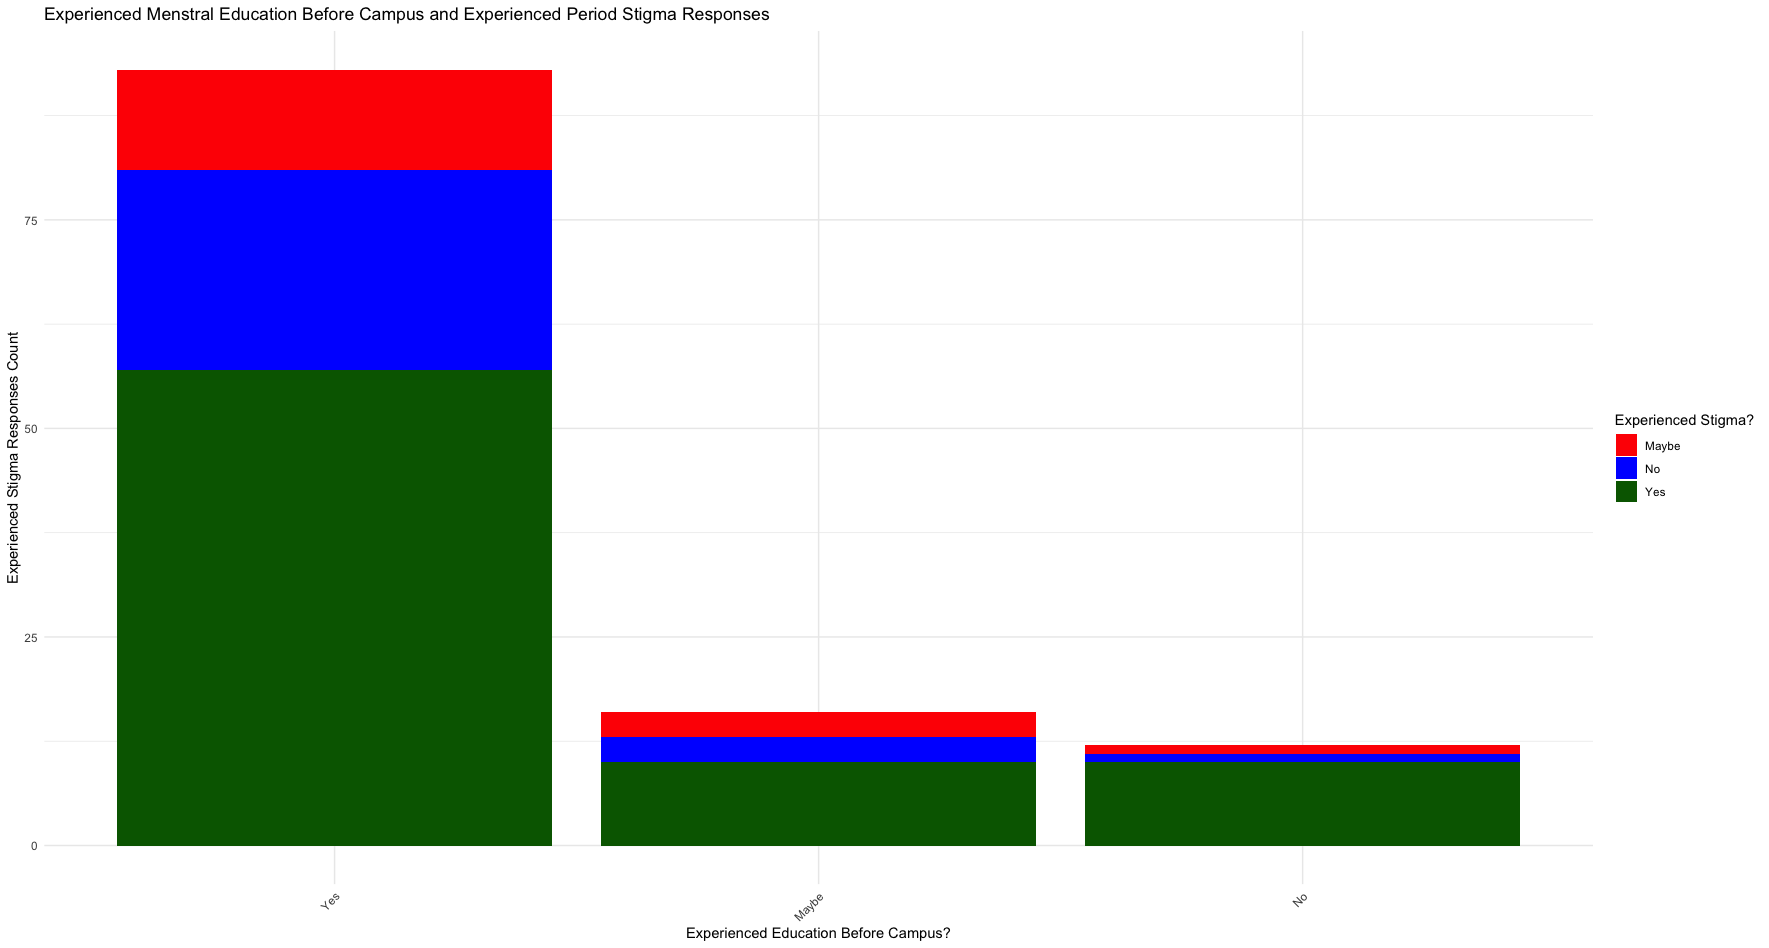 Experienced Menstral Education Before Campus and Experienced Period Stigma Responses
Experienced Stigma Responses Count
75
50
25
0
Yes
Maybe
No
Experienced Education Before Campus?
Experienced Stigma?
Maybe
No
Yes